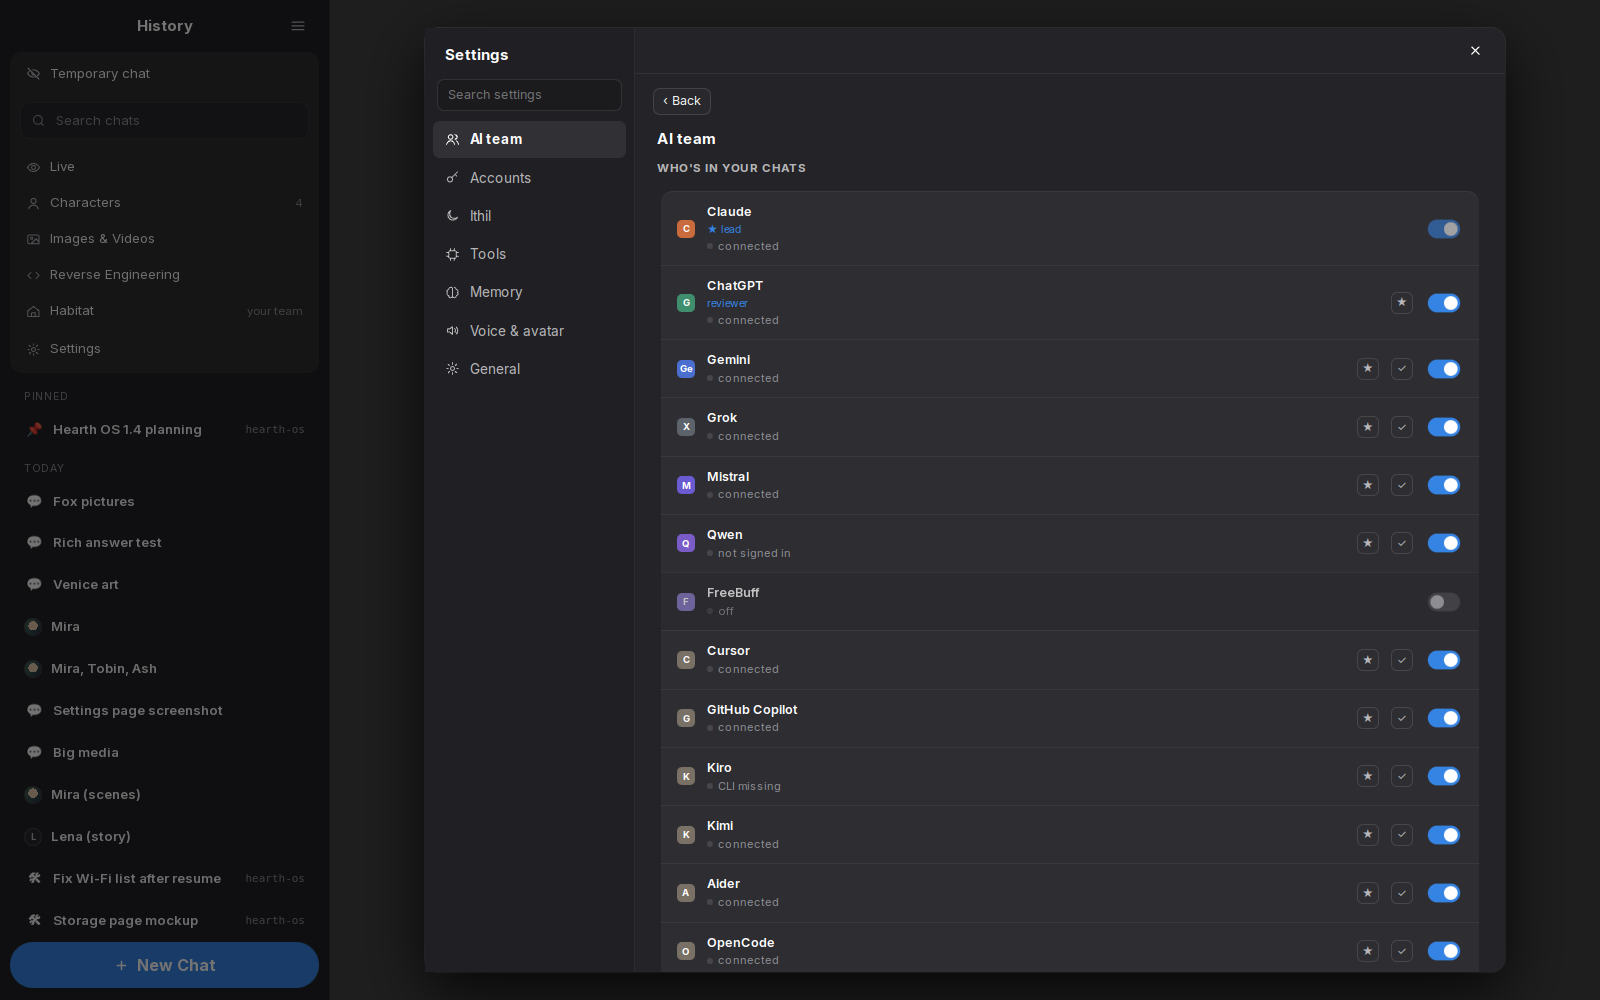 History
Temporary chat
Search chats
Live
Characters 4
Images & Videos
Reverse Engineering
Habitat your team
Settings
PINNED
Hearth OS 1.4 planning hearth-os
TODAY
Fox pictures
Rich answer test
Venice art
Mira
Mira, Tobin, Ash
Settings page screenshot
Big media
Mira (scenes)
L Lena (story)
Fix Wi-Fi list after resume hearth-os
Storage page mockup hearth-os
+ New Chat
Settings
Search settings
AI team
Accounts
Ithil
Tools
Memory
Voice & avatar
General
‹ Back
AI team
WHO'S IN YOUR CHATS
C Claude
★ lead
connected
G ChatGPT
reviewer
connected
Ge Gemini
connected
X Grok
connected
M Mistral
connected
Q Qwen
not signed in
F FreeBuff
off
C Cursor
connected
G GitHub Copilot
connected
K Kiro
CLI missing
K Kimi
connected
A Aider
connected
O OpenCode
connected